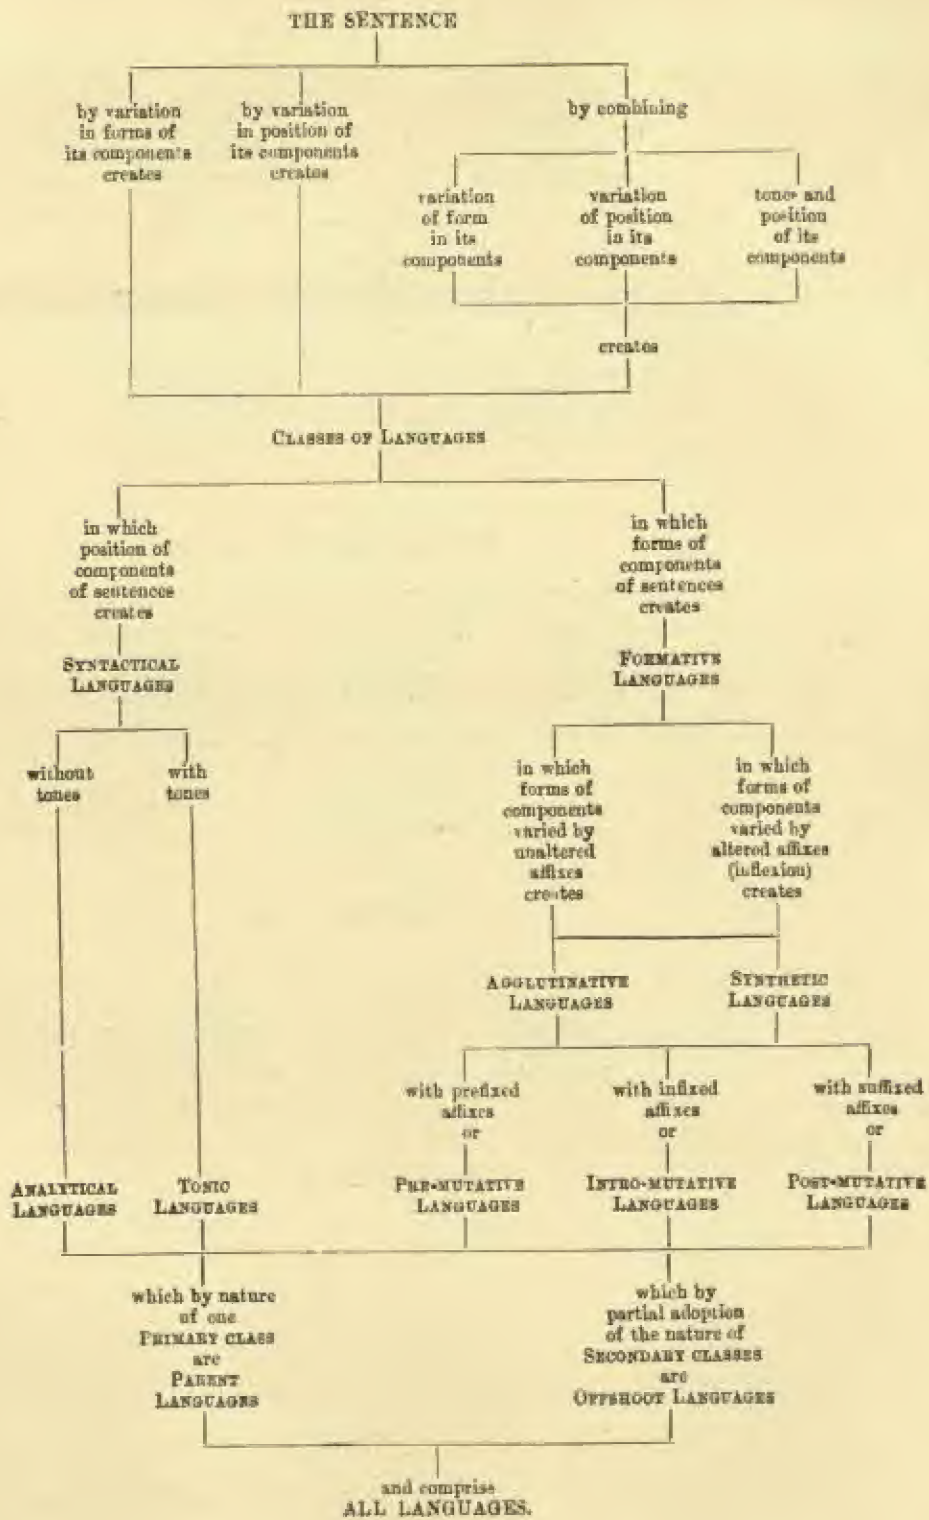 THE SENTENCE
by variation
in forms of
its components
creates
by variation
in position of
its components
creates
by combining
variation
of form
in its
components
variation
of position
in its
components
tones and
position
of its
components
creates
CLASSES OF LANGUAGES
in which
position of
components
of sentences
creates
SYNTACTICAL
LANGUAGES
in which
forms of
components
of sentences
creates
FORMATIVE
LANGUAGES
without
tones
with
tones
in which
forms of
components
varied by
unaltered
affixes
creates
in which
forms of
components
varied by
altered affixes
(inflexion)
creates
AGGLUTINATIVE
LANGUAGES
SYNTHETIC
LANGUAGES
with prefixed
affixes
or
with infixed
affixes
or
with suffixed
affixes
or
ANALYTICAL
LANGUAGES
TONIC
LANGUAGES
PRE-MUTATIVE
LANGUAGES
INTRO-MUTATIVE
LANGUAGES
POST-MUTATIVE
LANGUAGES
which by nature
of one
PRIMARY CLASS
are
PARENT
LANGUAGES
which by
partial adoption
of the nature of
SECONDARY CLASSES
are
OFFSHOOT LANGUAGES
and comprise
ALL LANGUAGES.